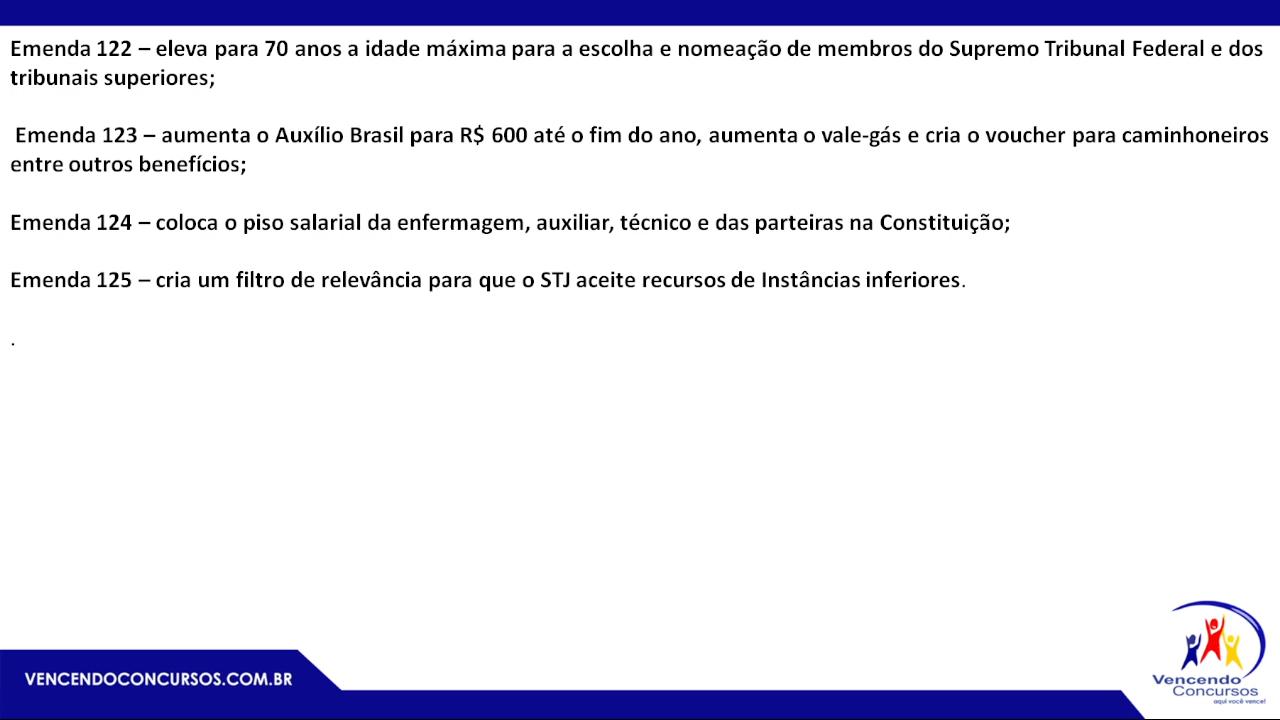 Emenda 122 – eleva para 70 anos a idade máxima para a escolha e nomeação de membros do Supremo Tribunal Federal e dos
tribunais superiores;
Emenda 123 – aumenta o Auxílio Brasil para R$ 600 até o fim do ano, aumenta o vale-gás e cria o voucher para caminhoneiros
entre outros benefícios;
Emenda 124 – coloca o piso salarial da enfermagem, auxiliar, técnico e das parteiras na Constituição;
Emenda 125 – cria um filtro de relevância para que o STJ aceite recursos de Instâncias inferiores.
.
VENCENDOCONCURSOS.COM.BR
Vencendo
Concursos
aqui você vence!